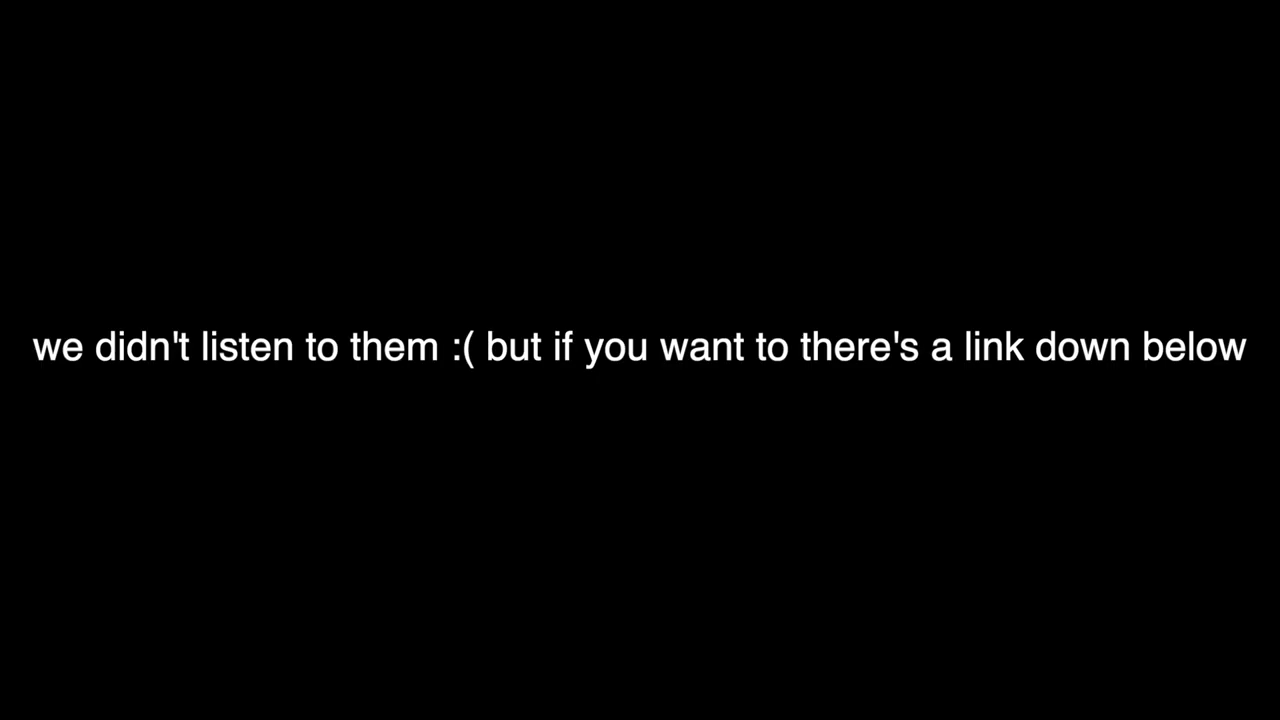 we didn't listen to them :( but if you want to there's a link down below